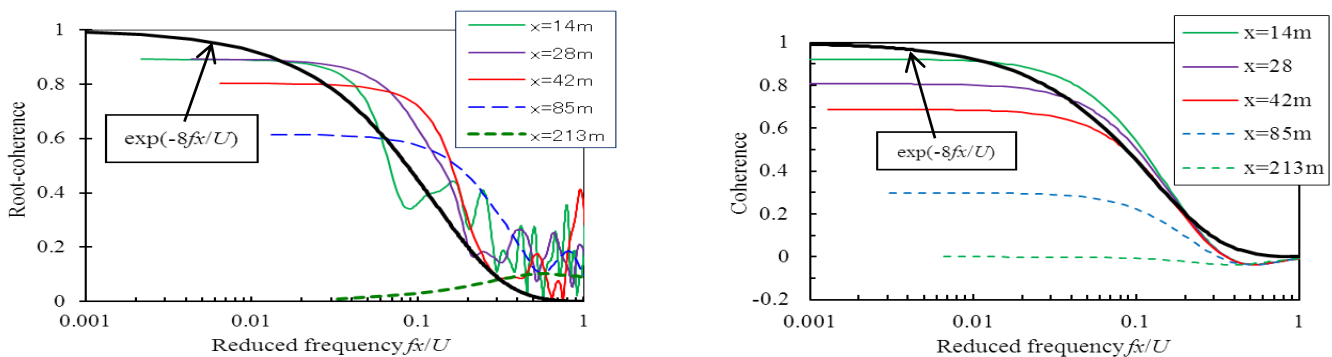 Root-coherence
1
0.8
0.6
0.4
0.2
0
0.001
0.01
0.1
1
Reduced frequency fx/U
exp(-8fx/U)
x=14m
x=28m
x=42m
x=85m
x=213m
Coherence
1
0.8
0.6
0.4
0.2
0
-0.2
0.001
0.01
0.1
1
Reduced frequency fx/U
exp(-8fx/U)
x=14m
x=28
x=42m
x=85m
x=213m